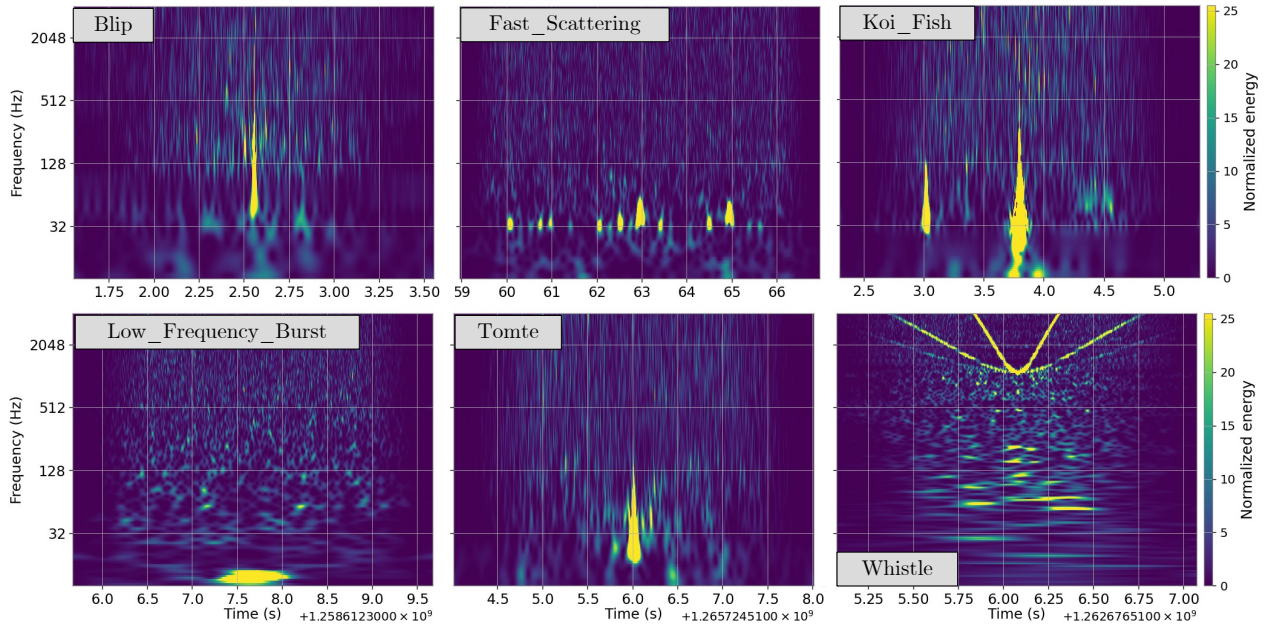 Blip
Fast_Scattering
Koi_Fish
2048
512
128
32
Frequency (Hz)
1.75 2.00 2.25 2.50 2.75 3.00 3.25 3.50
59 60 61 62 63 64 65 66
2.5 3.0 3.5 4.0 4.5 5.0
25
20
15
10
5
0
Normalized energy
Low_Frequency_Burst
Tomte
2048
512
128
32
Frequency (Hz)
6.0 6.5 7.0 7.5 8.0 8.5 9.0 9.5
Time (s)
+1.2586123000 × 10⁹
4.5 5.0 5.5 6.0 6.5 7.0 7.5 8.0
Time (s)
+1.2657245100 × 10⁹
Whistle
5.25 5.50 5.75 6.00 6.25 6.50 6.75 7.00
Time (s)
+1.2626765100 × 10⁹
25
20
15
10
5
0
Normalized energy